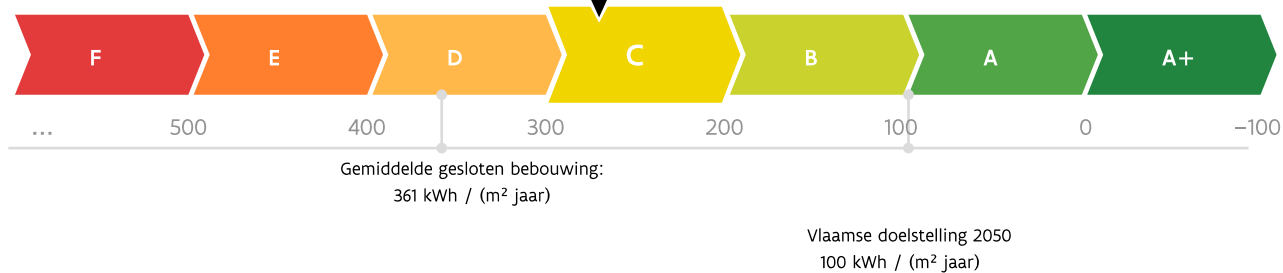 F E D C B A A+
... 500 400 300 200 100 0 −100
Gemiddelde gesloten bebouwing:
361 kWh / (m² jaar)
Vlaamse doelstelling 2050
100 kWh / (m² jaar)